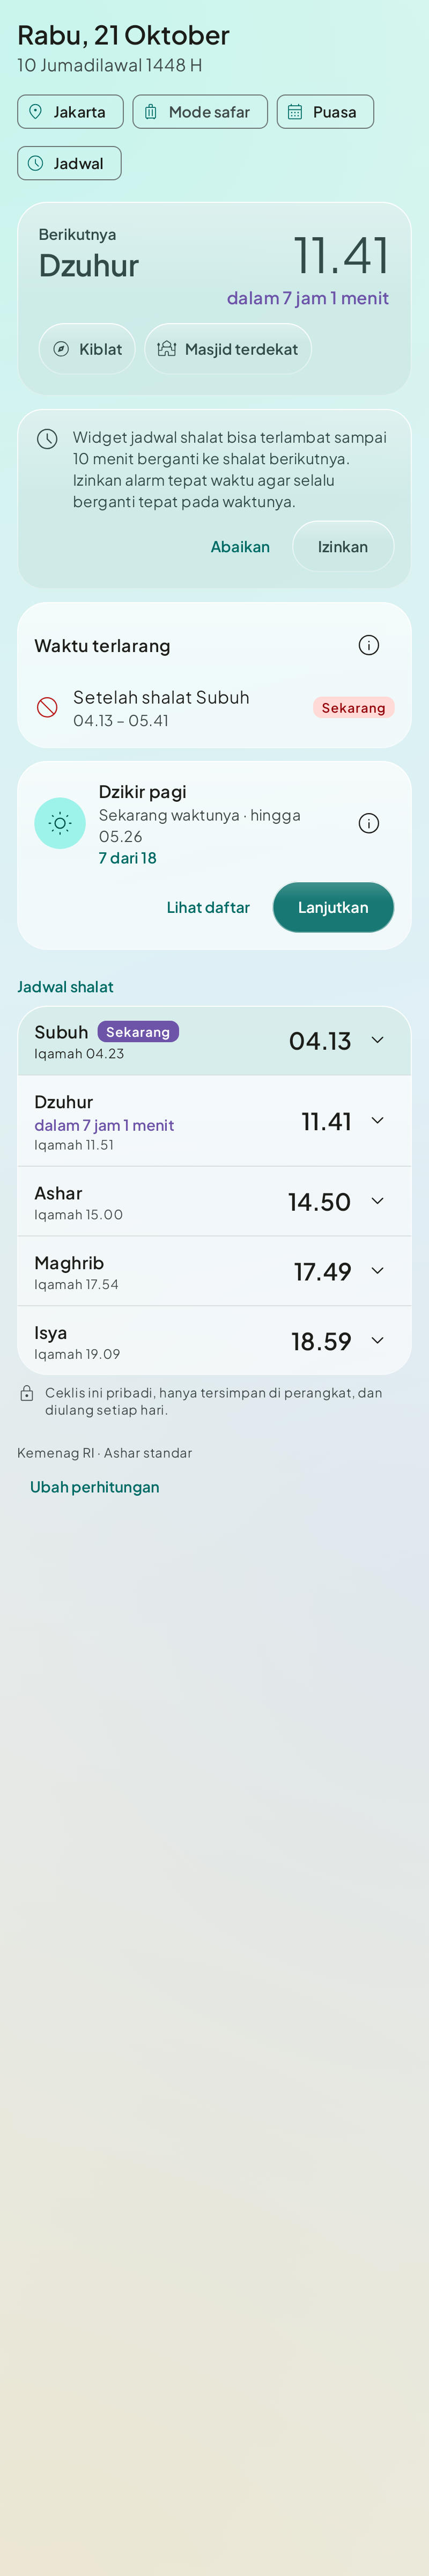 Rabu, 21 Oktober
10 Jumadilawal 1448 H
Jakarta
Mode safar
Puasa
Jadwal
Berikutnya
Dzuhur
11.41
dalam 7 jam 1 menit
Kiblat
Masjid terdekat
Widget jadwal shalat bisa terlambat sampai
10 menit berganti ke shalat berikutnya.
Izinkan alarm tepat waktu agar selalu
berganti tepat pada waktunya.
Abaikan
Izinkan
Waktu terlarang
Setelah shalat Subuh
04.13 – 05.41
Sekarang
Dzikir pagi
Sekarang waktunya · hingga
05.26
7 dari 18
Lihat daftar
Lanjutkan
Jadwal shalat
Subuh
Sekarang
Iqamah 04.23
04.13
Dzuhur
dalam 7 jam 1 menit
Iqamah 11.51
11.41
Ashar
Iqamah 15.00
14.50
Maghrib
Iqamah 17.54
17.49
Isya
Iqamah 19.09
18.59
Ceklis ini pribadi, hanya tersimpan di perangkat, dan
diulang setiap hari.
Kemenag RI · Ashar standar
Ubah perhitungan